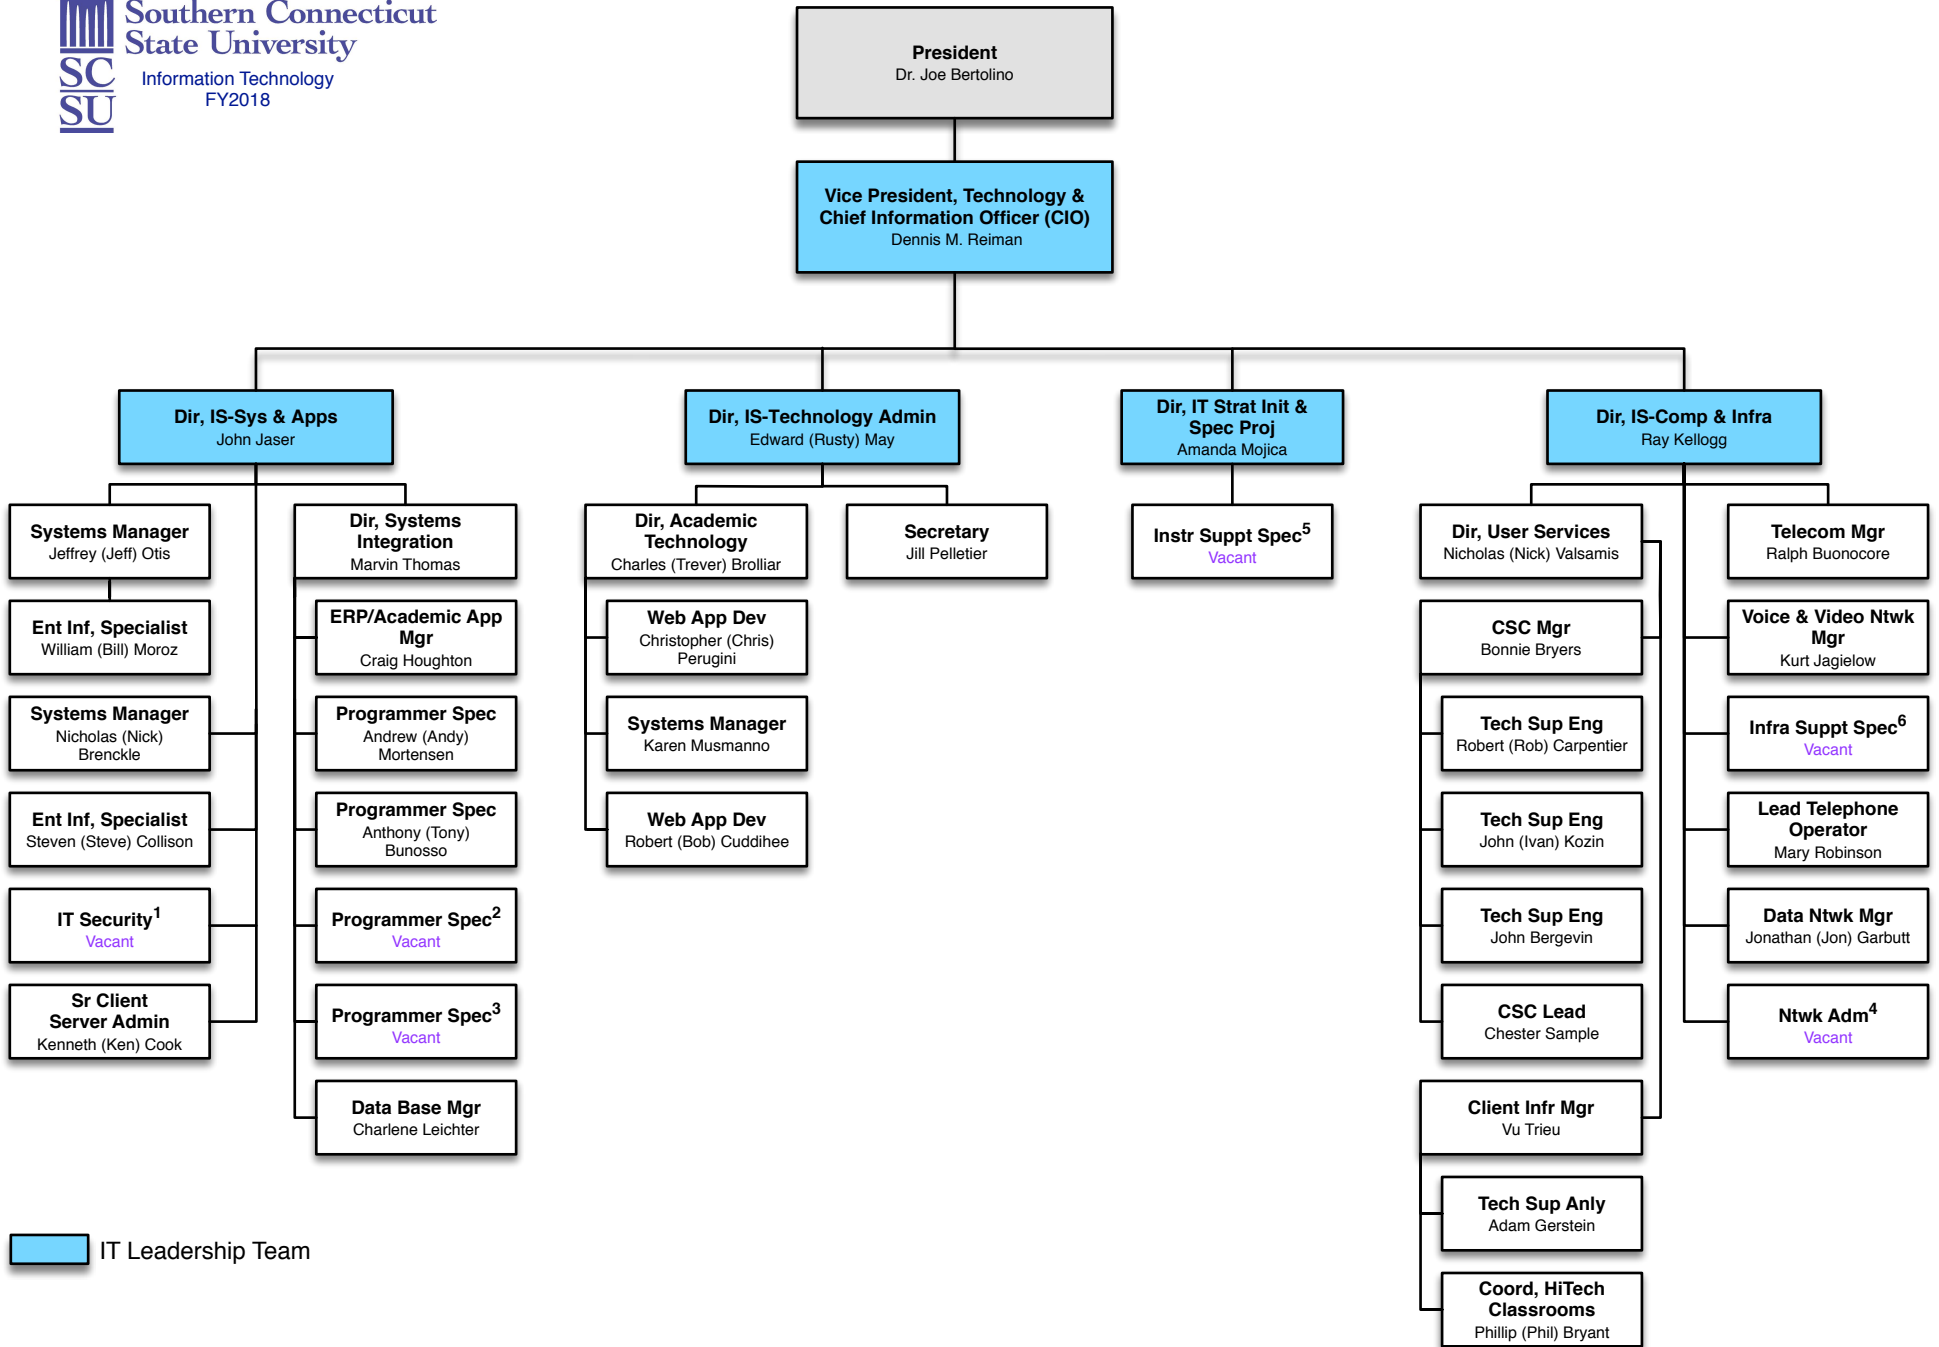 Southern Connecticut
State University
SC
SU
Information Technology
FY2018
President
Dr. Joe Bertolino
Vice President, Technology &
Chief Information Officer (CIO)
Dennis M. Reiman
Dir, IS-Sys & Apps
John Jaser
Dir, IS-Technology Admin
Edward (Rusty) May
Dir, IT Strat Init &
Spec Proj
Amanda Mojica
Dir, IS-Comp & Infra
Ray Kellogg
Systems Manager
Jeffrey (Jeff) Otis
Ent Inf, Specialist
William (Bill) Moroz
Systems Manager
Nicholas (Nick)
Brenckle
Ent Inf, Specialist
Steven (Steve) Collison
IT Security1
Vacant
Sr Client
Server Admin
Kenneth (Ken) Cook
Dir, Systems
Integration
Marvin Thomas
ERP/Academic App
Mgr
Craig Houghton
Programmer Spec
Andrew (Andy)
Mortensen
Programmer Spec
Anthony (Tony)
Bunosso
Programmer Spec2
Vacant
Programmer Spec3
Vacant
Data Base Mgr
Charlene Leichter
Dir, Academic
Technology
Charles (Trever) Brolliar
Web App Dev
Christopher (Chris)
Perugini
Systems Manager
Karen Musmanno
Web App Dev
Robert (Bob) Cuddihee
Secretary
Jill Pelletier
Instr Suppt Spec5
Vacant
Dir, User Services
Nicholas (Nick) Valsamis
CSC Mgr
Bonnie Bryers
Tech Sup Eng
Robert (Rob) Carpentier
Tech Sup Eng
John (Ivan) Kozin
Tech Sup Eng
John Bergevin
CSC Lead
Chester Sample
Client Infr Mgr
Vu Trieu
Tech Sup Anly
Adam Gerstein
Coord, HiTech
Classrooms
Phillip (Phil) Bryant
Telecom Mgr
Ralph Buonocore
Voice & Video Ntwk
Mgr
Kurt Jagielow
Infra Suppt Spec6
Vacant
Lead Telephone
Operator
Mary Robinson
Data Ntwk Mgr
Jonathan (Jon) Garbutt
Ntwk Adm4
Vacant
IT Leadership Team